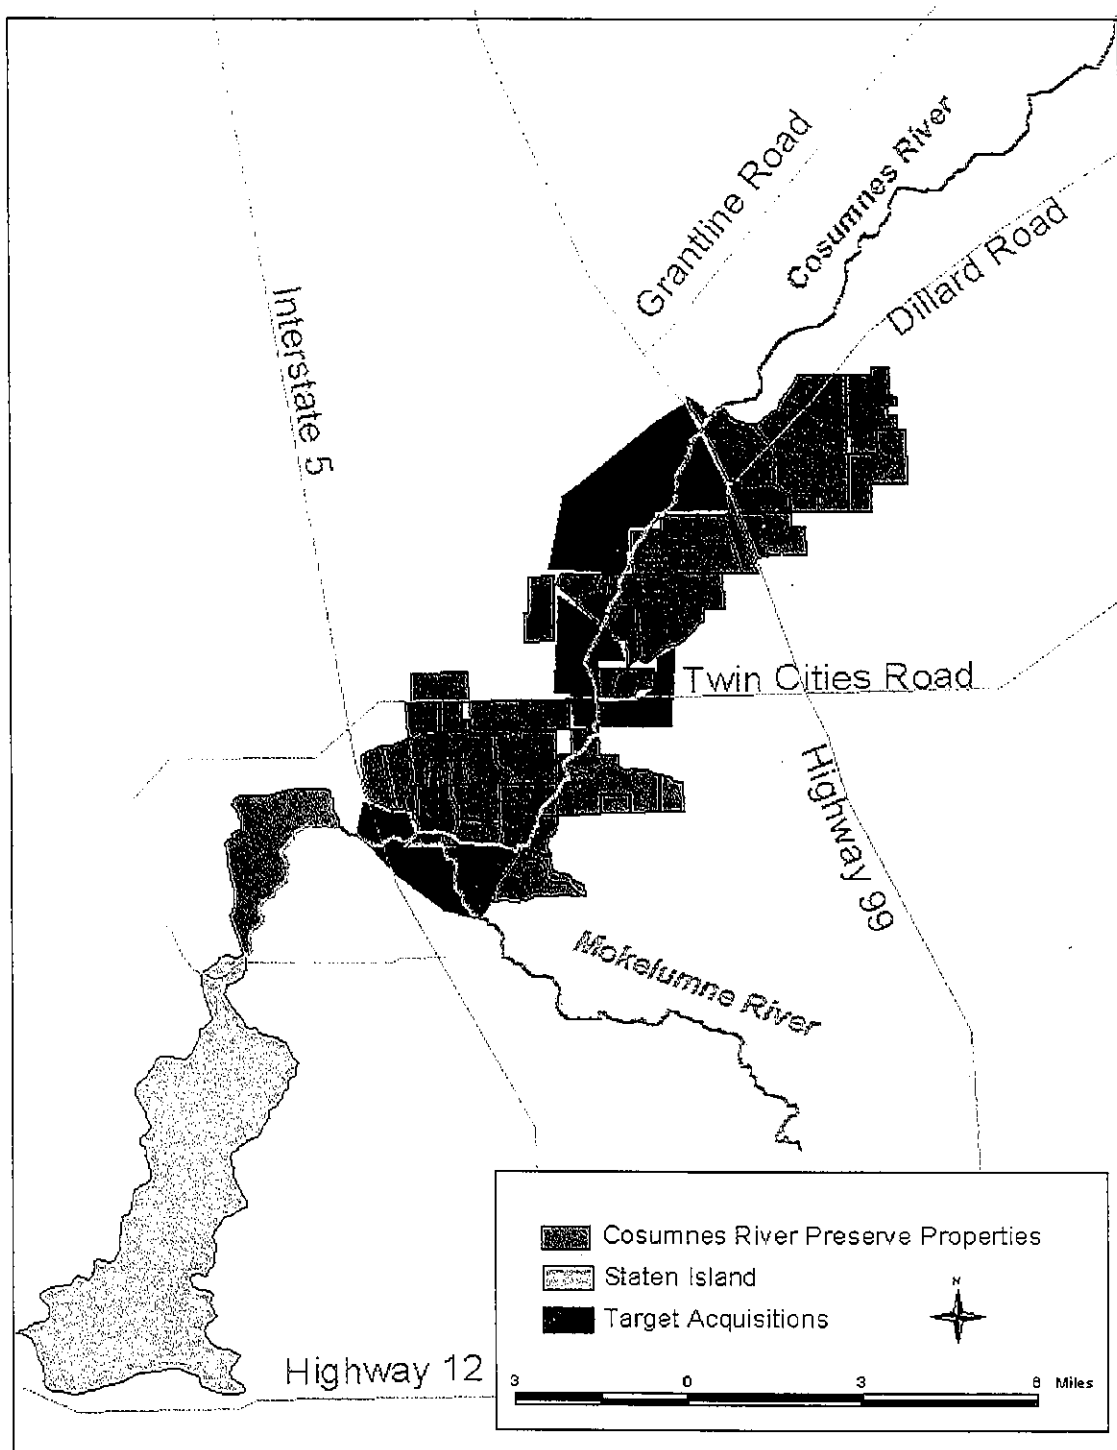 Grantline Road
Cosumnes River
Dillard Road
Interstate 5
Twin Cities Road
Highway 99
Mokelumne River
Cosumnes River Preserve Properties
Staten Island
Target Acquisitions
N
Highway 12
3 0 3 6 Miles